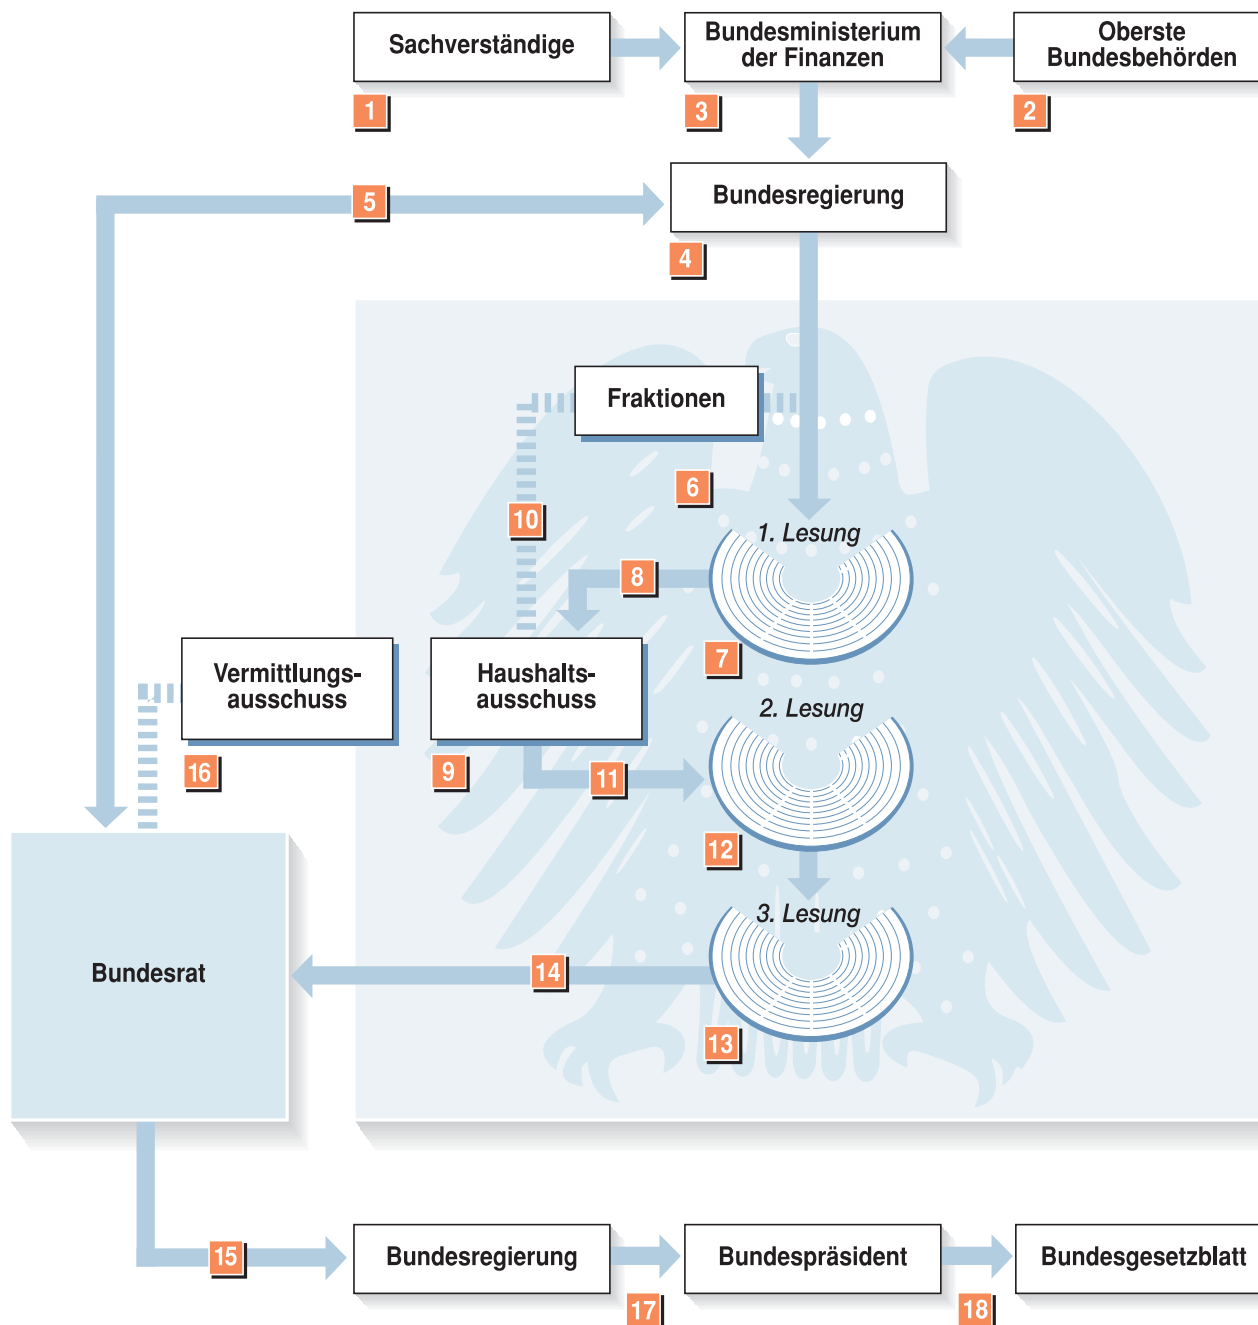 Sachverständige
Bundesministerium
der Finanzen
Oberste
Bundesbehörden
1
3
2
5
Bundesregierung
4
Fraktionen
6
10
1. Lesung
8
7
Vermittlungs-
ausschuss
Haushalts-
ausschuss
2. Lesung
16
9
11
12
3. Lesung
Bundesrat
14
13
15
Bundesregierung
Bundespräsident
Bundesgesetzblatt
17
18